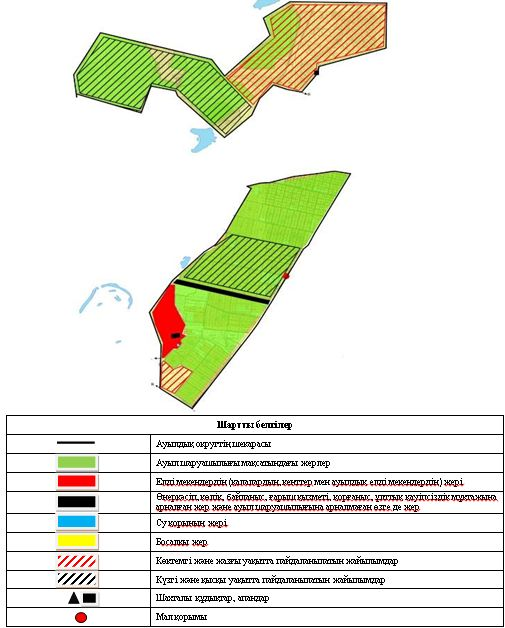 Шартты белгілер
Ауылдық округтің шекарасы
Ауыл шаруашылығы мақсатындағы жерлер
Елді мекендердің (қалалардың, кенттер мен ауылдық елді мекендердің) жері
Өнеркәсіп, көлік, байланыс, ғарыш қызметі, қорғаныс, ұлттық қауіпсіздік мұқтажына
арналған жер және ауыл шаруашылығына арналмаған өзге де жер
Су қорының жері
Босалқы жер
Көктемгі және жазғы уақытта пайдаланылатын жайылымдар
Күзгі және қысқы уақытта пайдаланылатын жайылымдар
Шахталы құдықтар, апандар
Мал қорымы